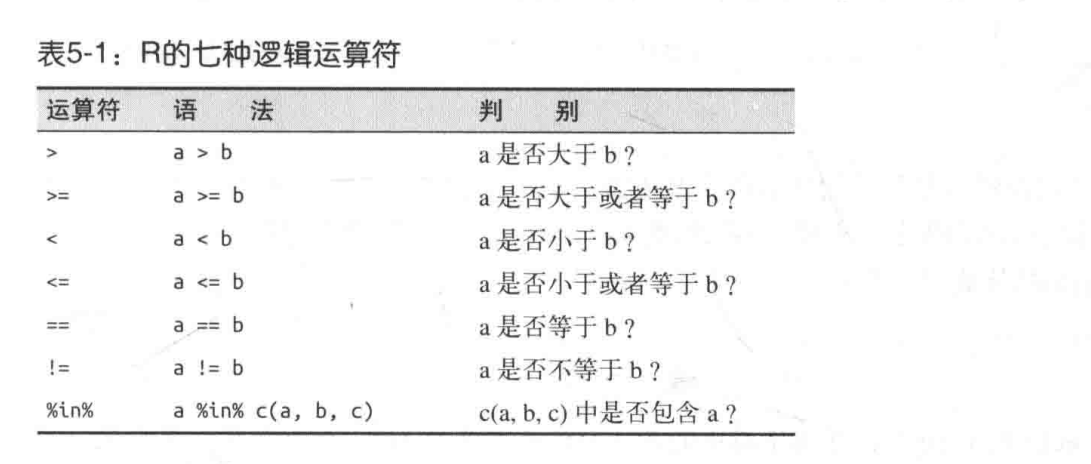 表5-1：R的七种逻辑运算符
运算符 语 法 判 别
> a > b a 是否大于 b？
>= a >= b a 是否大于或者等于 b？
< a < b a 是否小于 b？
<= a <= b a 是否小于或者等于 b？
== a == b a 是否等于 b？
!= a != b a 是否不等于 b？
%in% a %in% c(a, b, c) c(a, b, c) 中是否包含 a？